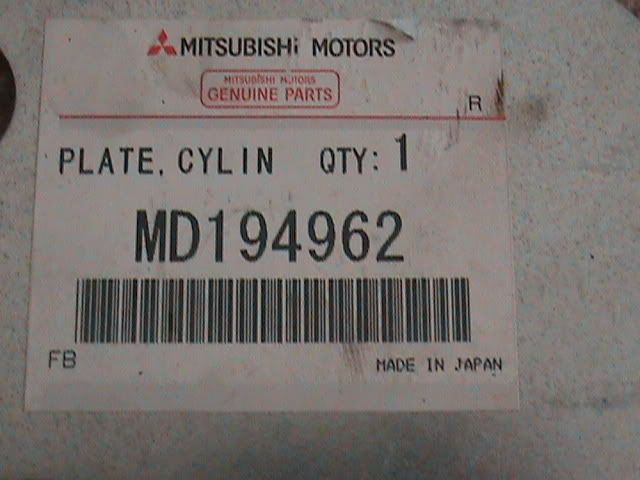 MITSUBISHI MOTORS
MITSUBISHI MOTORS
GENUINE PARTS
R
PLATE, CYLIN QTY: 1
MD194962
FB
MADE IN JAPAN